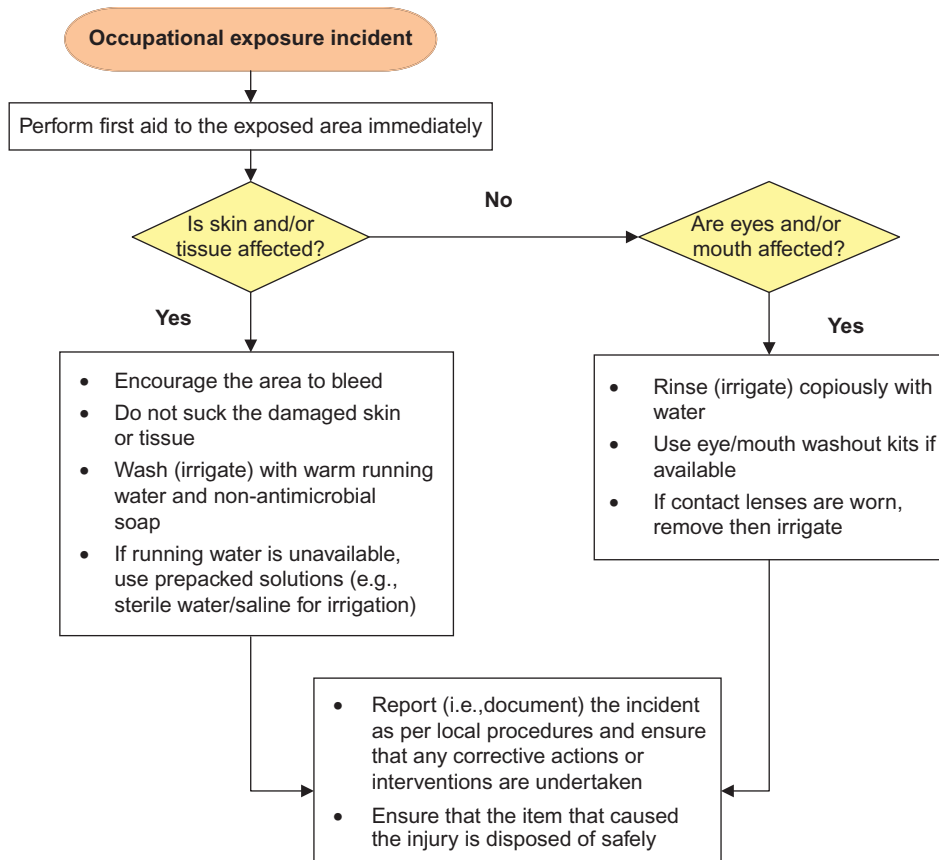 Occupational exposure incident
Perform first aid to the exposed area immediately
Is skin and/or
tissue affected?
No
Are eyes and/or
mouth affected?
Yes
• Encourage the area to bleed
• Do not suck the damaged skin
or tissue
• Wash (irrigate) with warm running
water and non-antimicrobial
soap
• If running water is unavailable,
use prepacked solutions (e.g.,
sterile water/saline for irrigation)
Yes
• Rinse (irrigate) copiously with
water
• Use eye/mouth washout kits if
available
• If contact lenses are worn,
remove then irrigate
• Report (i.e.,document) the incident
as per local procedures and ensure
that any corrective actions or
interventions are undertaken
• Ensure that the item that caused
the injury is disposed of safely